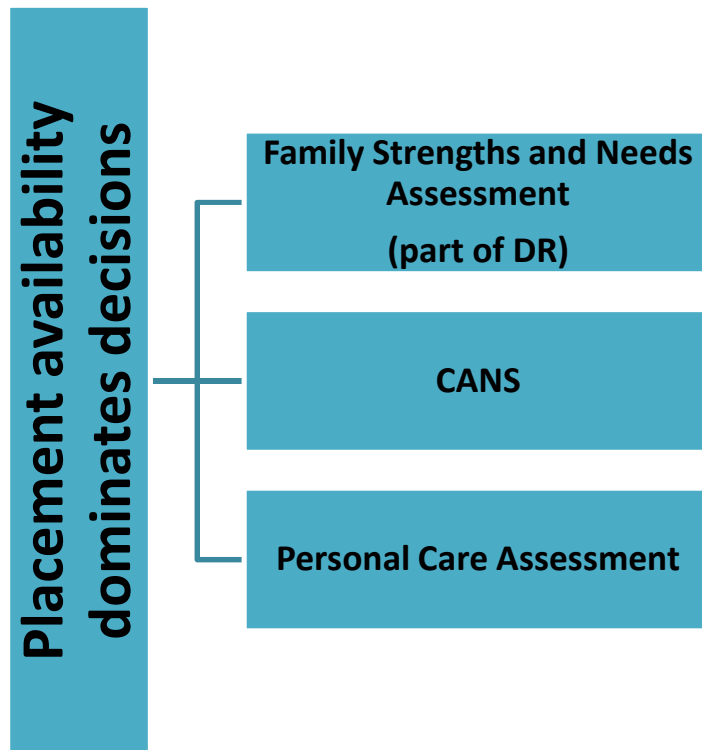 Placement availability
dominates decisions
Family Strengths and Needs
Assessment
(part of DR)
CANS
Personal Care Assessment